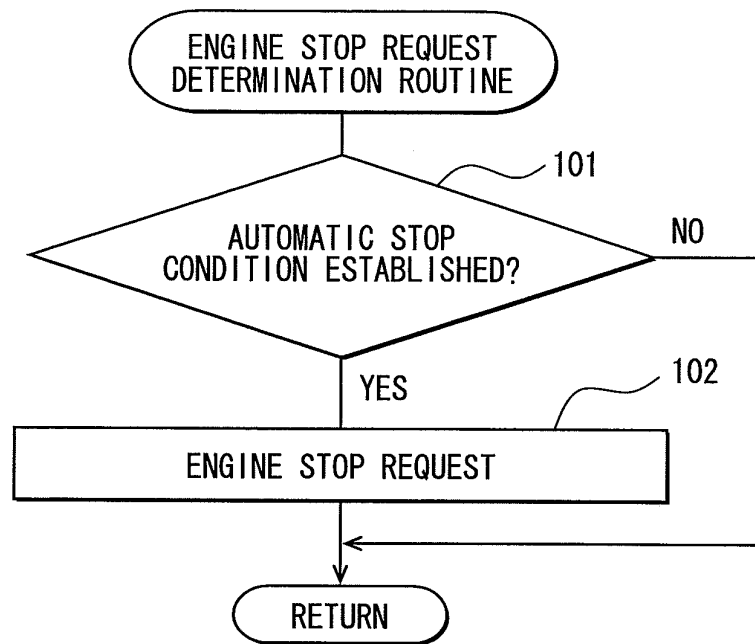 ENGINE STOP REQUEST
DETERMINATION ROUTINE
101
AUTOMATIC STOP
CONDITION ESTABLISHED?
NO
YES
102
ENGINE STOP REQUEST
RETURN